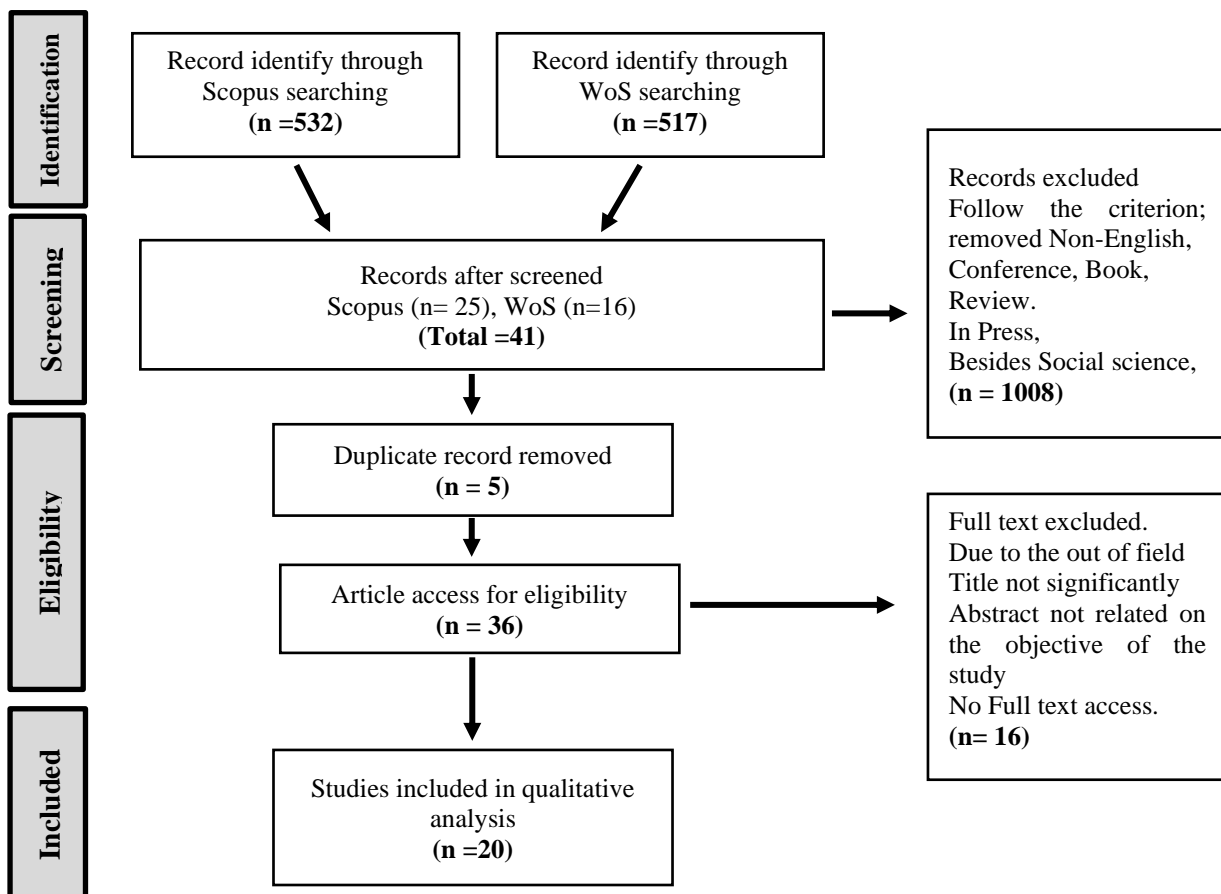 Identification
Record identify through
Scopus searching
(n =532)
Record identify through
WoS searching
(n =517)
Records excluded
Follow the criterion;
removed Non-English,
Conference, Book,
Review.
In Press,
Besides Social science,
(n = 1008)
Screening
Records after screened
Scopus (n= 25), WoS (n=16)
(Total =41)
Eligibility
Duplicate record removed
(n = 5)
Article access for eligibility
(n = 36)
Full text excluded.
Due to the out of field
Title not significantly
Abstract not related on
the objective of the
study
No Full text access.
(n= 16)
Included
Studies included in qualitative
analysis
(n =20)